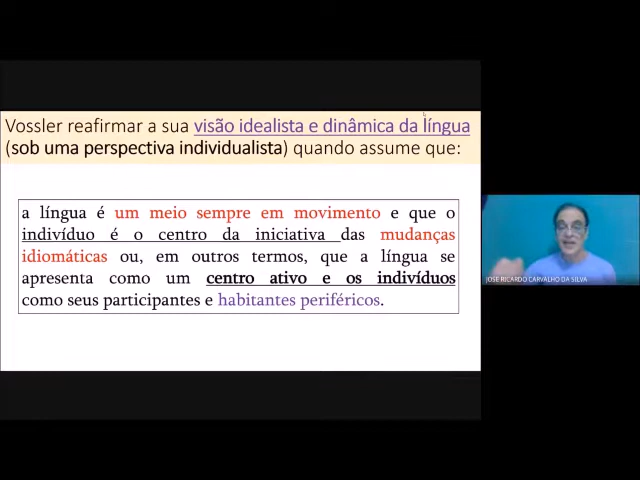 Vossler reafirmar a sua visão idealista e dinâmica da língua
(sob uma perspectiva individualista) quando assume que:
a língua é um meio sempre em movimento e que o
indivíduo é o centro da iniciativa das mudanças
idiomáticas ou, em outros termos, que a língua se
apresenta como um centro ativo e os indivíduos
como seus participantes e habitantes periféricos.
JOSE RICARDO CARVALHO DA SILVA